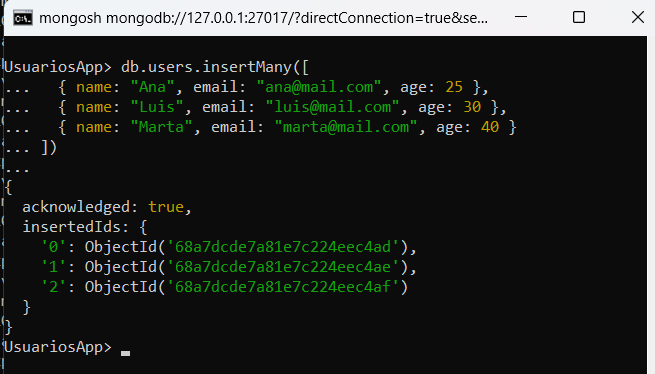 mongosh mongodb://127.0.0.1:27017/?directConnection=true&se...
UsuariosApp> db.users.insertMany([
...   { name: "Ana", email: "ana@mail.com", age: 25 },
...   { name: "Luis", email: "luis@mail.com", age: 30 },
...   { name: "Marta", email: "marta@mail.com", age: 40 }
... ])
...
{
  acknowledged: true,
  insertedIds: {
    '0': ObjectId('68a7dcde7a81e7c224eec4ad'),
    '1': ObjectId('68a7dcde7a81e7c224eec4ae'),
    '2': ObjectId('68a7dcde7a81e7c224eec4af')
  }
}
UsuariosApp>